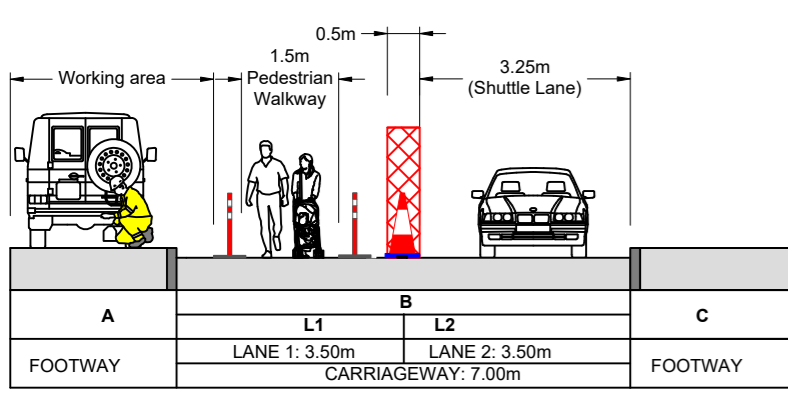 0.5m
1.5m
Pedestrian
Walkway
Working area
3.25m
(Shuttle Lane)
A
B
C
L1
L2
FOOTWAY
LANE 1: 3.50m
LANE 2: 3.50m
FOOTWAY
CARRIAGEWAY: 7.00m